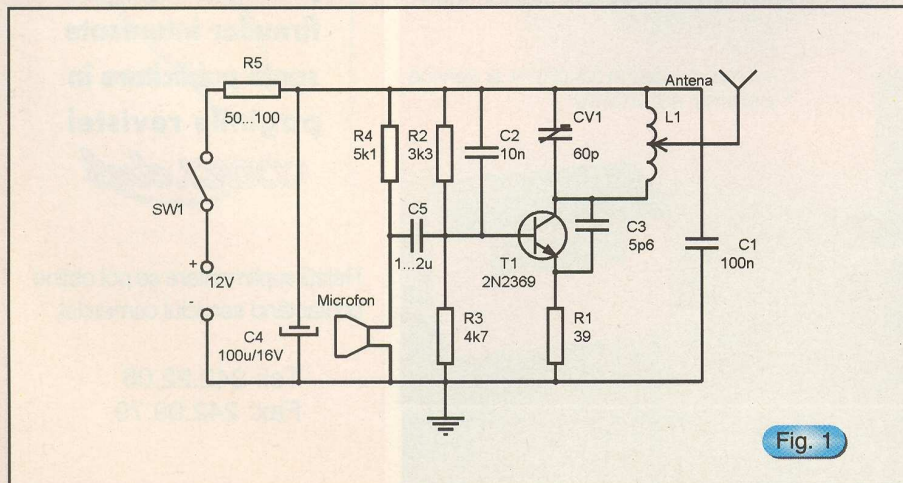 R5
50...100
SW1
+
12V
-
C4
100u/16V
Microfon
R4
5k1
R2
3k3
C2
10n
CV1
60p
Antena
L1
C5
1...2u
T1
2N2369
C3
5p6
C1
100n
R3
4k7
R1
39
Fig. 1